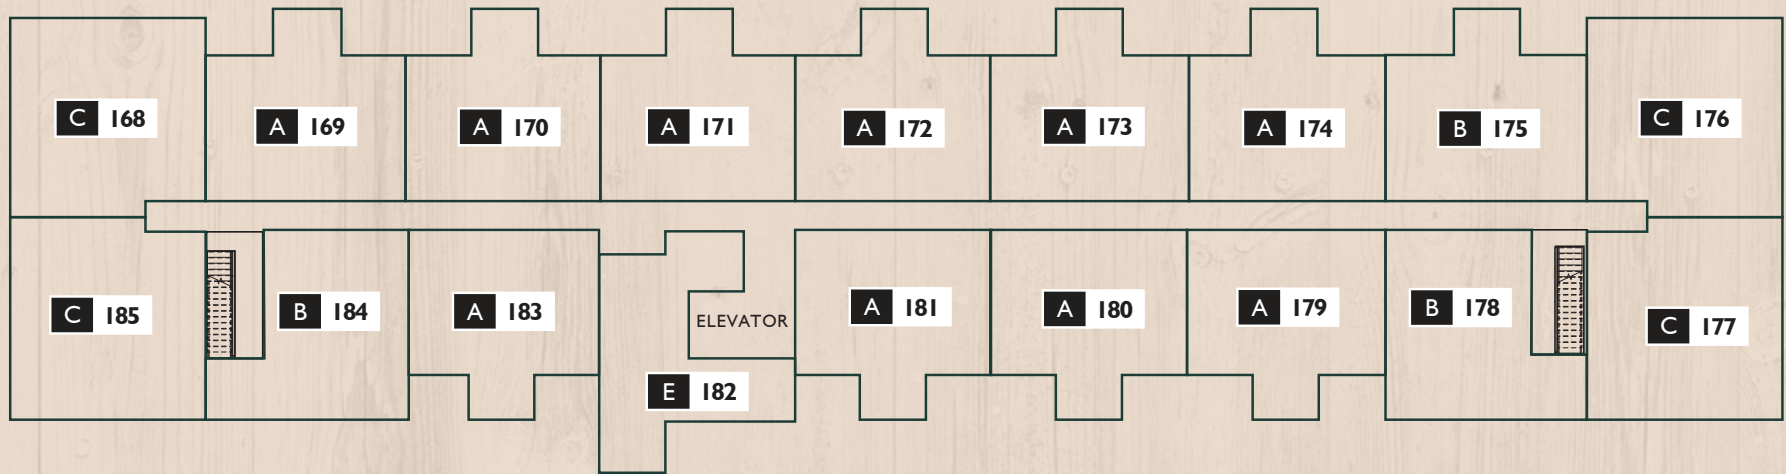 C 168
A 169
A 170
A 171
A 172
A 173
A 174
B 175
C 176
C 185
B 184
A 183
ELEVATOR
E 182
A 181
A 180
A 179
B 178
C 177